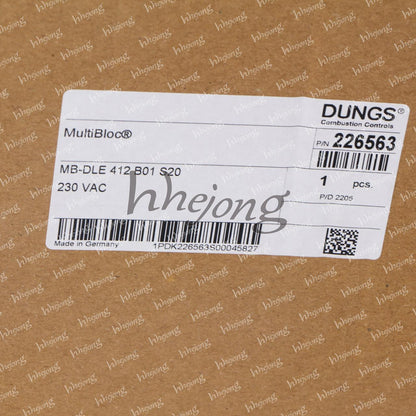 DUNGS®
Combustion Controls
MultiBloc®
P/N 226563
MB-DLE 412 B01 S20
230 VAC
1 pcs.
P/D 2205
hhejong
1PDK226563S00045827
Made in Germany